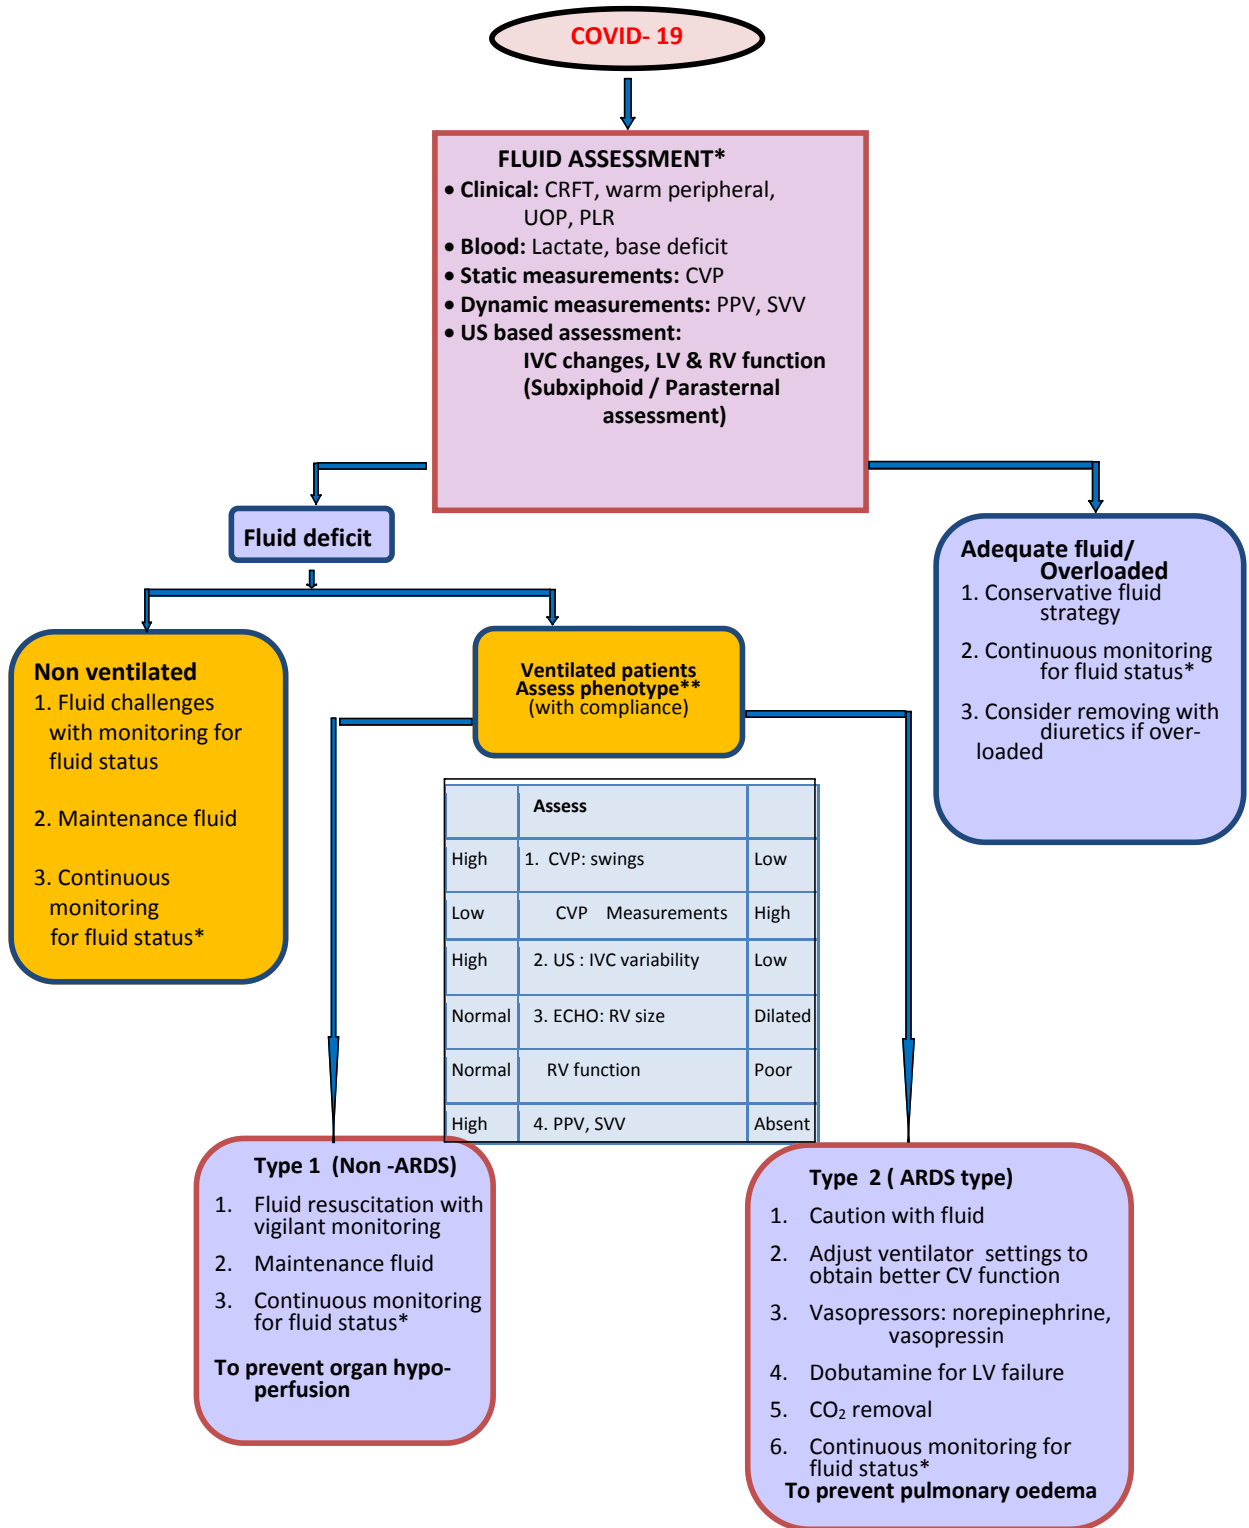 COVID- 19
FLUID ASSESSMENT*
• Clinical: CRFT, warm peripheral,
UOP, PLR
• Blood: Lactate, base deficit
• Static measurements: CVP
• Dynamic measurements: PPV, SVV
• US based assessment:
IVC changes, LV & RV function
(Subxiphoid / Parasternal
assessment)
Fluid deficit
Adequate fluid/
Overloaded
1. Conservative fluid
strategy
2. Continuous monitoring
for fluid status*
3. Consider removing with
diuretics if over-
loaded
Non ventilated
1. Fluid challenges
with monitoring for
fluid status
2. Maintenance fluid
3. Continuous
monitoring
for fluid status*
Ventilated patients
Assess phenotype**
(with compliance)
Assess
High 1. CVP: swings Low
Low CVP Measurements High
High 2. US : IVC variability Low
Normal 3. ECHO: RV size Dilated
Normal RV function Poor
High 4. PPV, SVV Absent
Type 1 (Non -ARDS)
1. Fluid resuscitation with
vigilant monitoring
2. Maintenance fluid
3. Continuous monitoring
for fluid status*
To prevent organ hypo-
perfusion
Type 2 ( ARDS type)
1. Caution with fluid
2. Adjust ventilator settings to
obtain better CV function
3. Vasopressors: norepinephrine,
vasopressin
4. Dobutamine for LV failure
5. CO₂ removal
6. Continuous monitoring for
fluid status*
To prevent pulmonary oedema